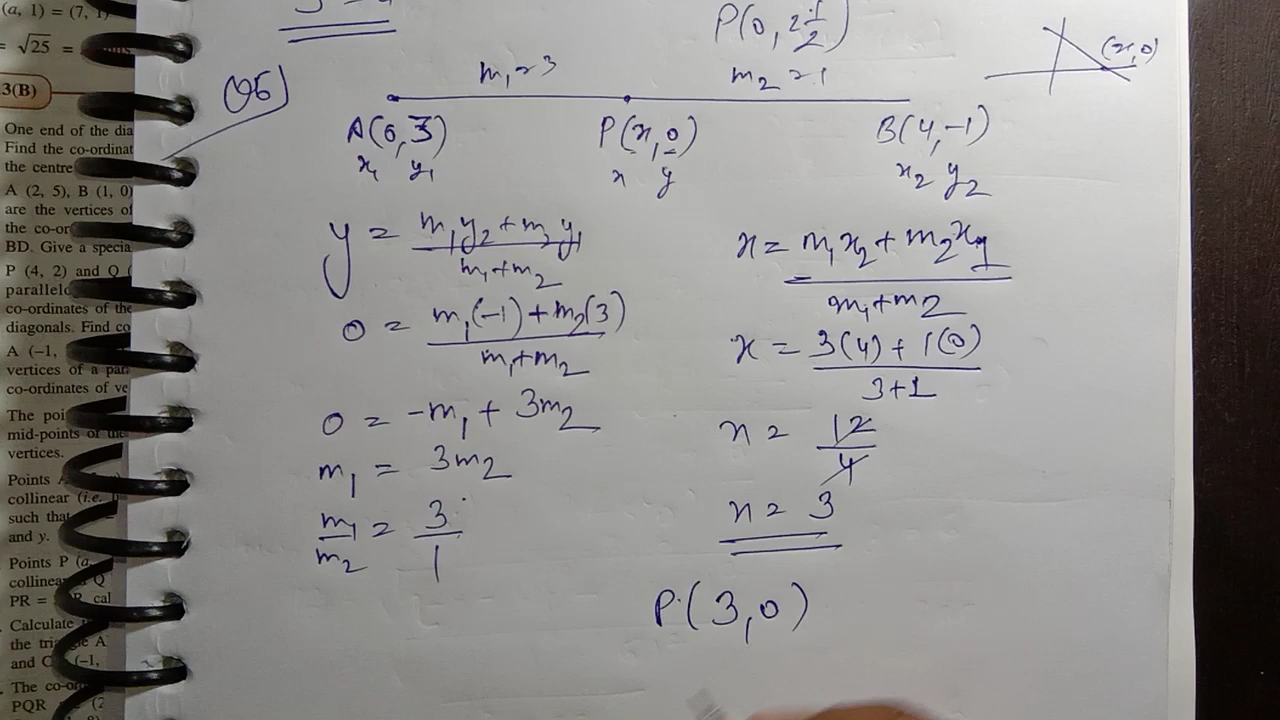 (a, 1) = (7, 1)
= √25 =
3(B)
One end of the dia
Find the co-ordinat
the centre
A (2, 5), B (1, 0)
are the vertices of
the co-or
BD. Give a specia
P (4, 2) and Q (
parallelo
co-ordinates of the
diagonals. Find co
A (−1,
vertices of a par
co-ordinates of ve
The poi
mid-points of the
vertices.
Points
collinear (i.e.
such that
and y.
Points P (a
collinea Q
PR = cal
Calculate
the tri A
and C (−1,
The co-or
PQR (2
P(0, 2 1/2)
(x,0)
Q5)
m₁ = 3
m₂ = 1
A(0,3)
P(x,0)
B(4,-1)
x₁ y₁
x y
x₂ y₂
y = m₁y₂+m₂y₁ / m₁+m₂
0 = m₁(-1)+m₂(3) / m₁+m₂
0 = -m₁ + 3m₂
m₁ = 3m₂
m₁/m₂ = 3/1
x = m₁x₂ + m₂x₁ / m₁+m₂
x = 3(4) + 1(0) / 3+1
x = 12/4
x = 3
P(3,0)